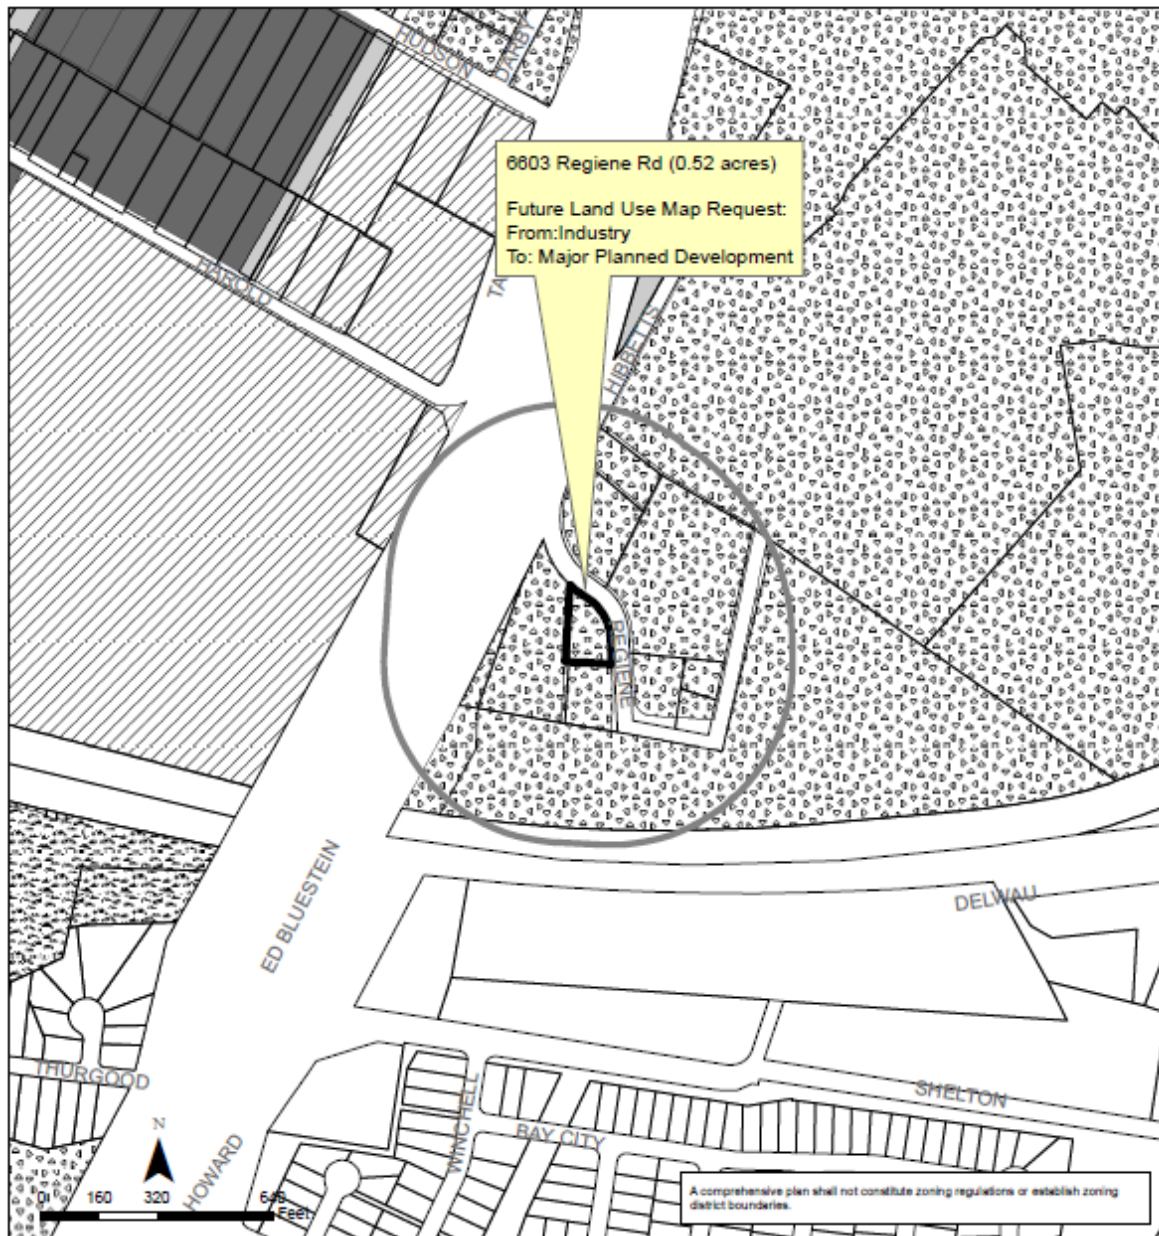 HUDSON
DARBY
6603 Regiene Rd (0.52 acres)
Future Land Use Map Request:
From:Industry
To: Major Planned Development
HAROLD
TA
HIBBETTS
REGIENE
ED BLUESTEIN
DELWAU
THURGOOD
WINCHELL
SHELTON
BAY CITY
HOWARD
N
0 160 320 640
Feet
A comprehensive plan shall not constitute zoning regulations or establish zoning
district boundaries.